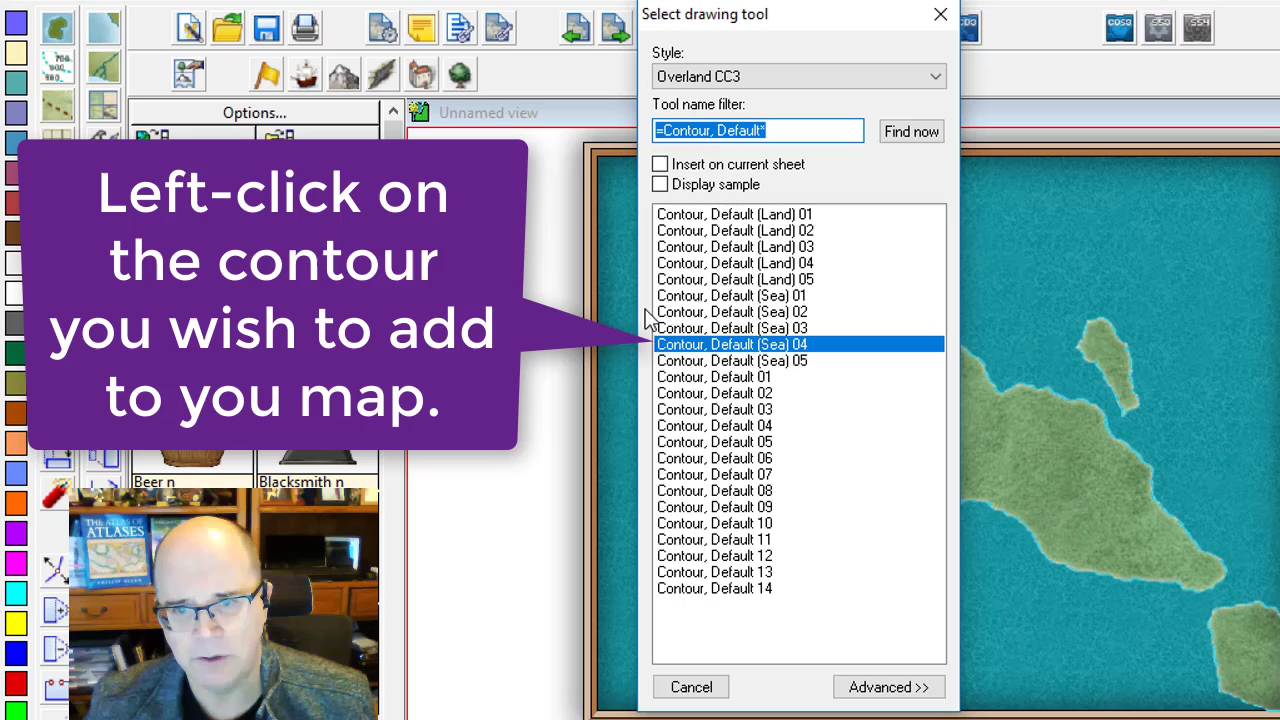 Select drawing tool
Style:
Overland CC3
Tool name filter:
=Contour, Default*
Find now
Insert on current sheet
Display sample
Contour, Default (Land) 01
Contour, Default (Land) 02
Contour, Default (Land) 03
Contour, Default (Land) 04
Contour, Default (Land) 05
Contour, Default (Sea) 01
Contour, Default (Sea) 02
Contour, Default (Sea) 03
Contour, Default (Sea) 04
Contour, Default (Sea) 05
Contour, Default 01
Contour, Default 02
Contour, Default 03
Contour, Default 04
Contour, Default 05
Contour, Default 06
Contour, Default 07
Contour, Default 08
Contour, Default 09
Contour, Default 10
Contour, Default 11
Contour, Default 12
Contour, Default 13
Contour, Default 14
Cancel
Advanced >>
Options...
Unnamed view
Left-click on
the contour
you wish to add
to you map.
Beer n
Blacksmith n
THE ATLAS OF
ATLASES